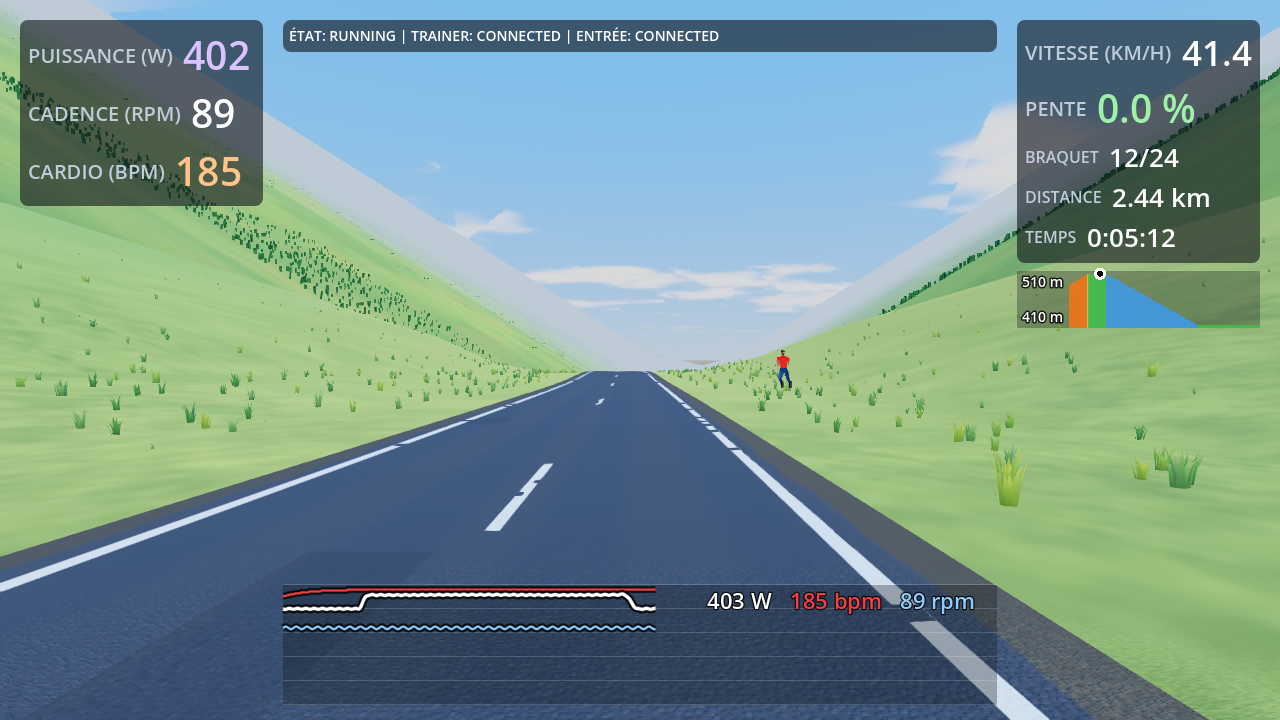 PUISSANCE (W) 402
CADENCE (RPM) 89
CARDIO (BPM) 185
ÉTAT: RUNNING | TRAINER: CONNECTED | ENTRÉE: CONNECTED
VITESSE (KM/H) 41.4
PENTE 0.0 %
BRAQUET 12/24
DISTANCE 2.44 km
TEMPS 0:05:12
510 m
410 m
403 W 185 bpm 89 rpm